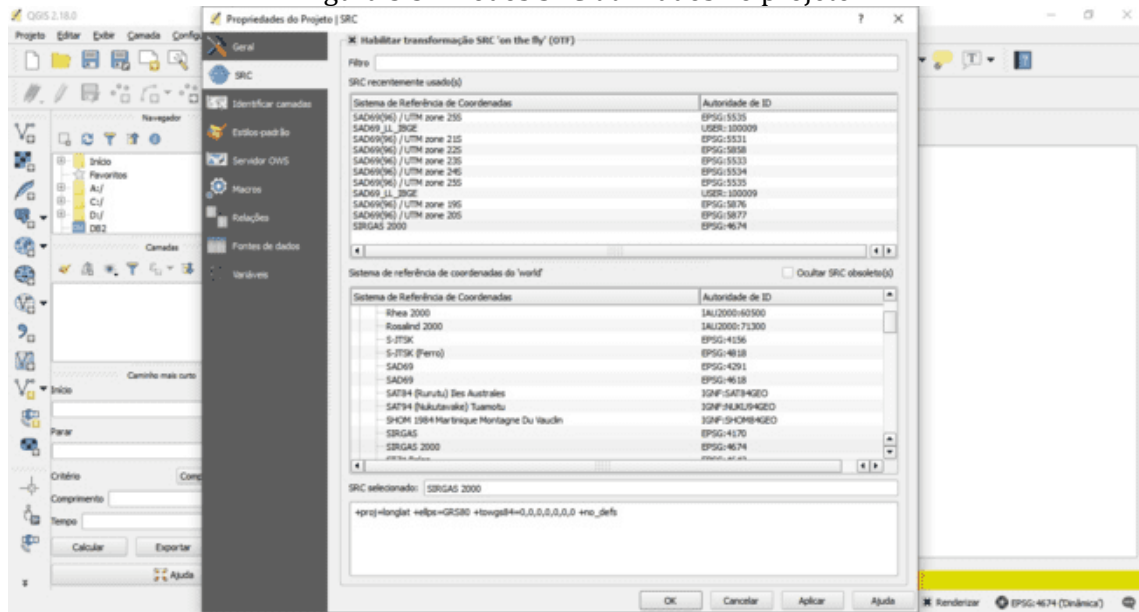 QGIS 2.18.0
Projeto Editar Exibir Camada
Propriedades do Projeto | SRC
Geral
SRC
Identificar camadas
Estilos-padrão
Servidor OWS
Macros
Relações
Fontes de dados
Variáveis
Navegador
Início
Favoritos
A:/
C:/
D:/
DB2
Camadas
Caminho mais curto
Início
Parar
Critério
Comprimento
Tempo
Calcular Exportar
Ajuda
Habilitar transformação SRC 'on the fly' (OTF)
Filtro
SRC recentemente usado(s)
Sistema de Referência de Coordenadas Autoridade de ID
SAD69(96) / UTM zone 25S EPSG:5535
SAD69_LL_IBGE USER:100009
SAD69(96) / UTM zone 21S EPSG:5531
SAD69(96) / UTM zone 22S EPSG:5858
SAD69(96) / UTM zone 23S EPSG:5533
SAD69(96) / UTM zone 24S EPSG:5534
SAD69(96) / UTM zone 25S EPSG:5535
SAD69_LL_IBGE USER:100009
SAD69(96) / UTM zone 19S EPSG:5876
SAD69(96) / UTM zone 20S EPSG:5877
SIRGAS 2000 EPSG:4674
Sistema de referência de coordenadas do 'world' Ocultar SRC obsoleto(s)
Sistema de Referência de Coordenadas Autoridade de ID
Rhea 2000 IAU2000:60500
Rosalind 2000 IAU2000:71300
S-JTSK EPSG:4156
S-JTSK (Ferro) EPSG:4818
SAD69 EPSG:4291
SAD69 EPSG:4618
SAT84 (Rurutu) Iles Australes IGNF:SAT84GEO
SAT94 (Nukutavake) Tuamotu IGNF:NUKU94GEO
SHOM 1984 Martinique Montagne Du Vauclin IGNF:SHOM84GEO
SIRGAS EPSG:4170
SIRGAS 2000 EPSG:4674
SRC selecionado: SIRGAS 2000
+proj=longlat +ellps=GRS80 +towgs84=0,0,0,0,0,0,0 +no_defs
OK Cancelar Aplicar Ajuda
Renderizar EPSG:4674 (Dinâmica)